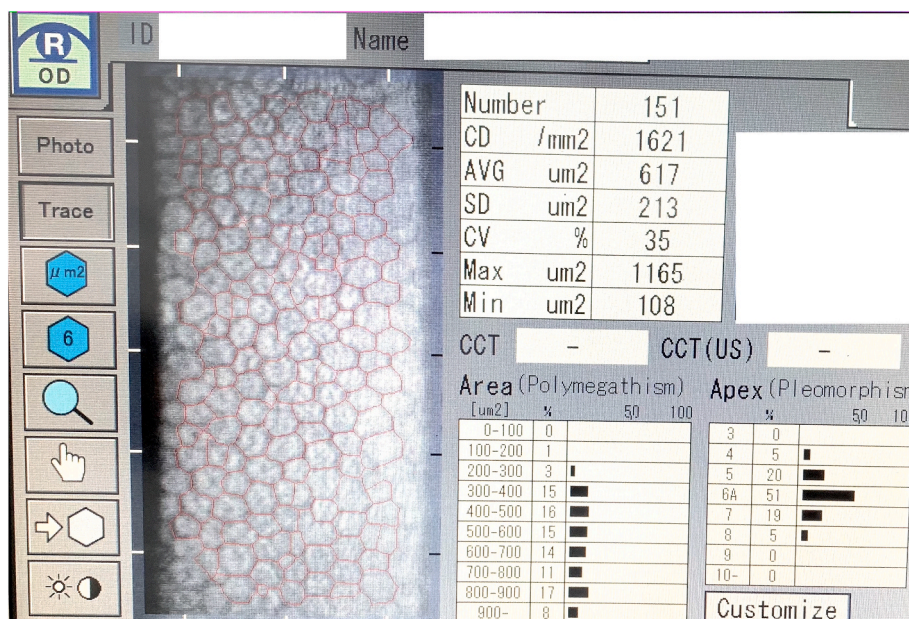 R
OD
ID
Name
Photo
Trace
μm2
6
Number 151
CD /mm2 1621
AVG um2 617
SD um2 213
CV % 35
Max um2 1165
Min um2 108
CCT - CCT(US) -
Area (Polymegathism)
[um2] % 50 100
0-100 0
100-200 1
200-300 3
300-400 15
400-500 16
500-600 15
600-700 14
700-800 11
800-900 17
900- 8
Apex (Pleomorphism
% 50 10
3 0
4 5
5 20
6A 51
7 19
8 5
9 0
10- 0
Customize